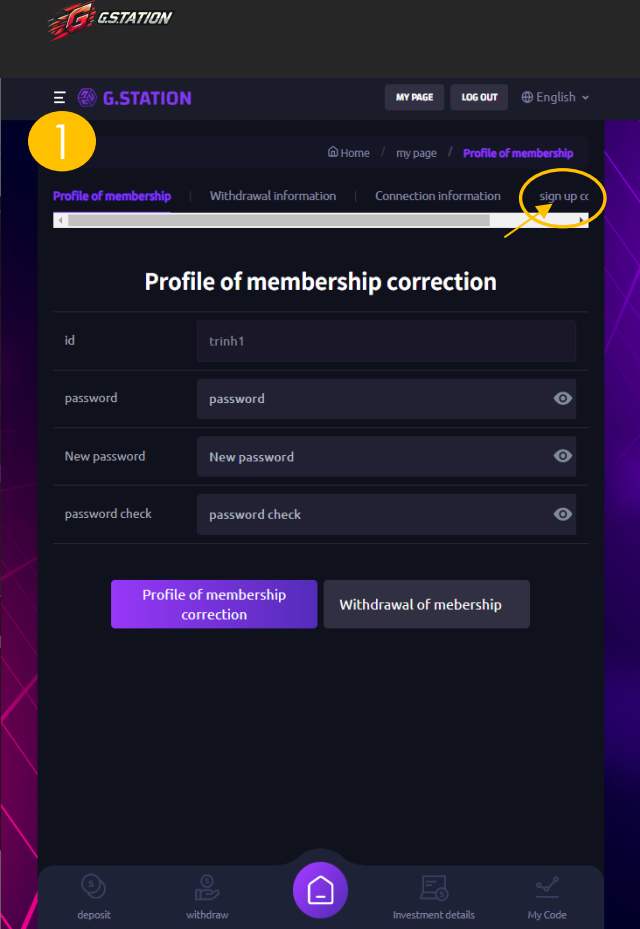 G.STATION
G.STATION
MY PAGE LOG OUT English
1
Home / my page / Profile of membership
Profile of membership | Withdrawal information | Connection information sign up cc
Profile of membership correction
id trinh1
password password
New password New password
password check password check
Profile of membership
correction
Withdrawal of mebership
deposit withdraw Investment details My Code